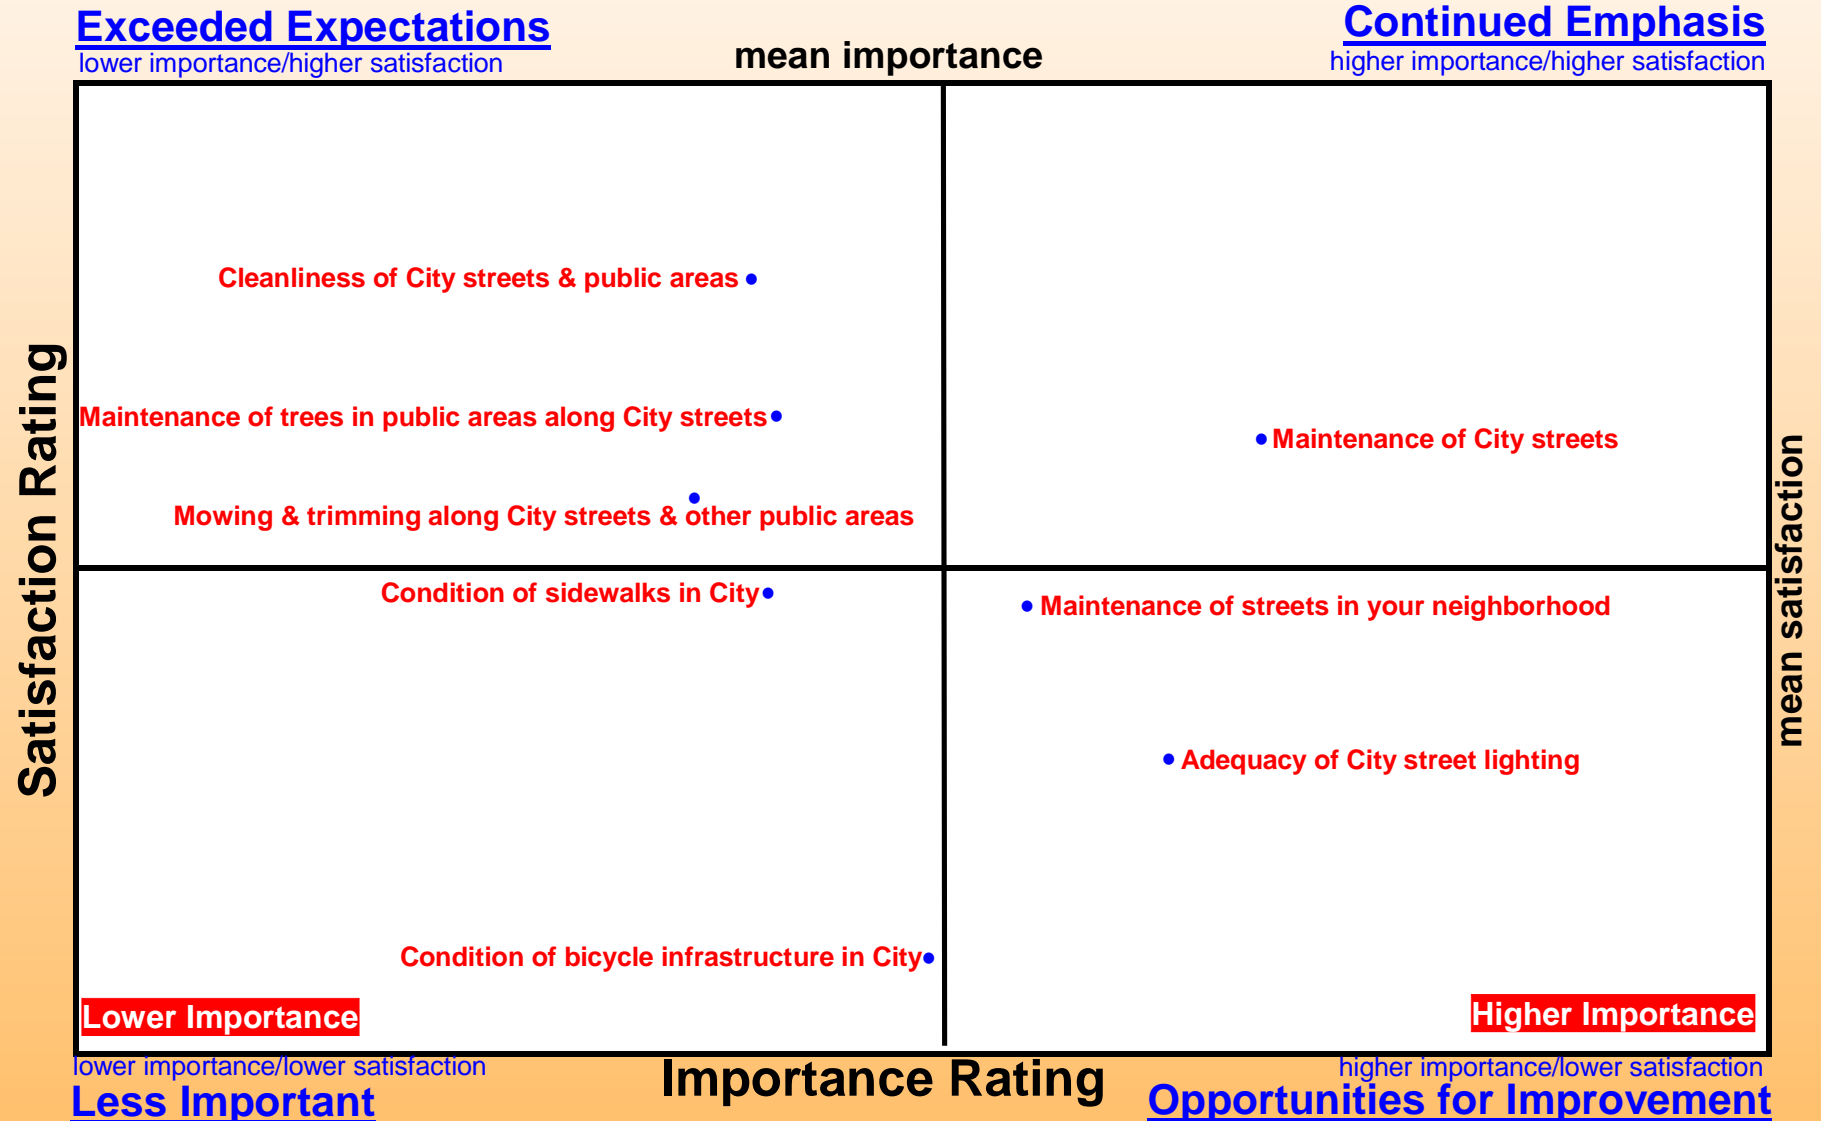 Exceeded Expectations
lower importance/higher satisfaction
mean importance
Continued Emphasis
higher importance/higher satisfaction
Cleanliness of City streets & public areas
Maintenance of trees in public areas along City streets
Maintenance of City streets
Mowing & trimming along City streets & other public areas
Satisfaction Rating
mean satisfaction
Condition of sidewalks in City
Maintenance of streets in your neighborhood
Adequacy of City street lighting
Condition of bicycle infrastructure in City
Lower Importance
Higher Importance
lower importance/lower satisfaction
Less Important
Importance Rating
higher importance/lower satisfaction
Opportunities for Improvement